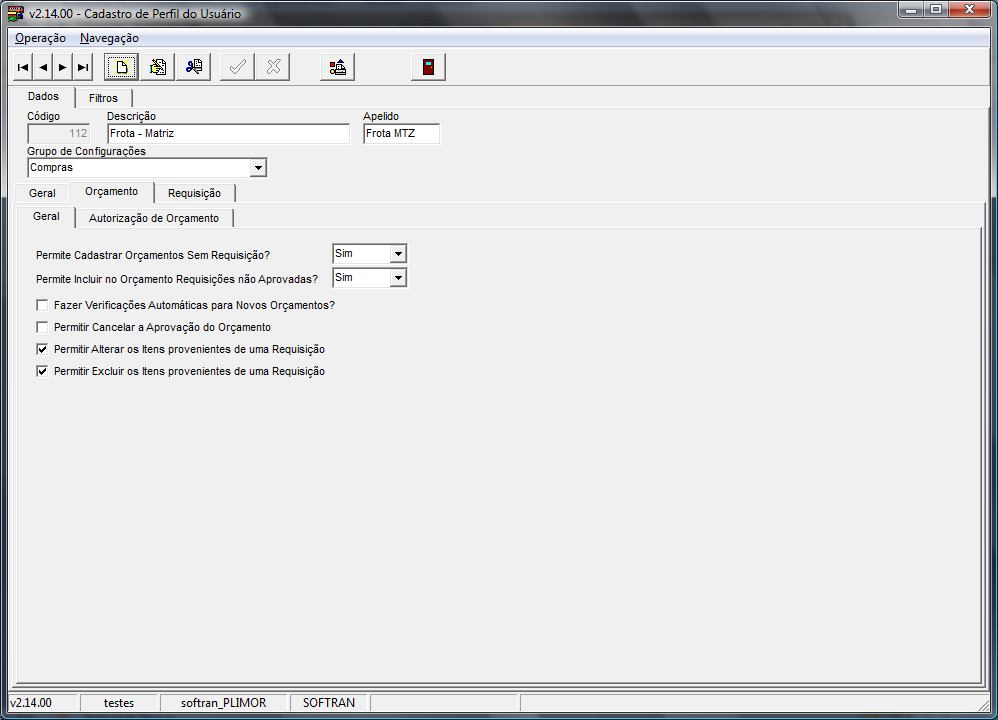 v2.14.00 - Cadastro de Perfil do Usuário
Operação Navegação
Dados Filtros
Código Descrição Apelido
112 Frota - Matriz Frota MTZ
Grupo de Configurações
Compras
Geral Orçamento Requisição
Geral Autorização de Orçamento
Permite Cadastrar Orçamentos Sem Requisição? Sim
Permite Incluir no Orçamento Requisições não Aprovadas? Sim
Fazer Verificações Automáticas para Novos Orçamentos?
Permitir Cancelar a Aprovação do Orçamento
Permitir Alterar os Itens provenientes de uma Requisição
Permitir Excluir os Itens provenientes de uma Requisição
v2.14.00 testes softran_PLIMOR SOFTRAN